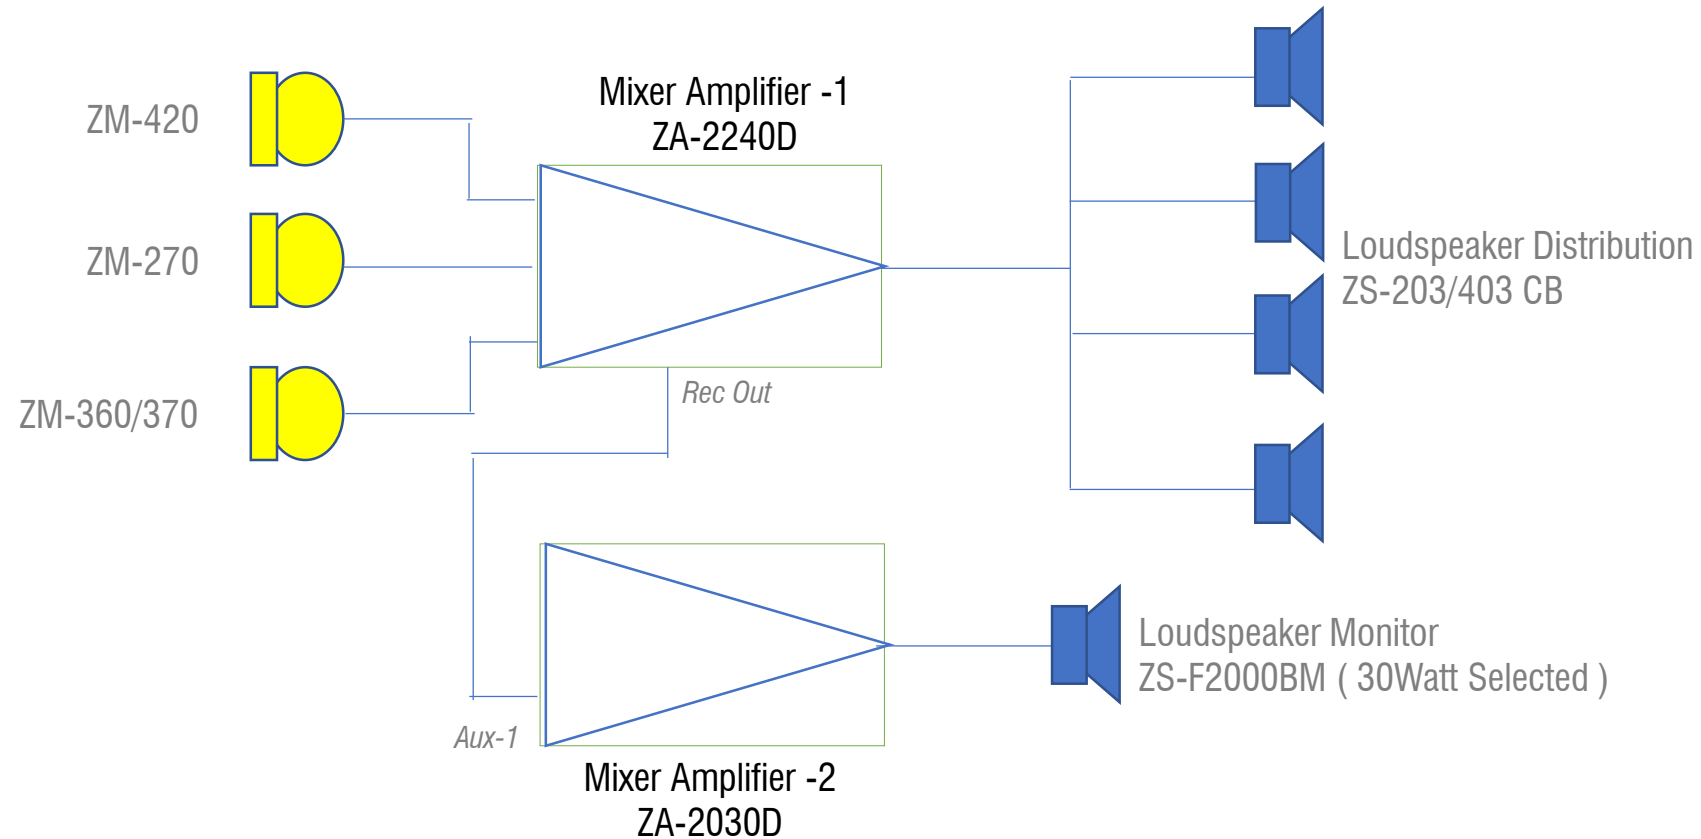 Mixer Amplifier -1
ZA-2240D
ZM-420
ZM-270
ZM-360/370
Rec Out
Loudspeaker Distribution
ZS-203/403 CB
Loudspeaker Monitor
ZS-F2000BM ( 30Watt Selected )
Aux-1
Mixer Amplifier -2
ZA-2030D